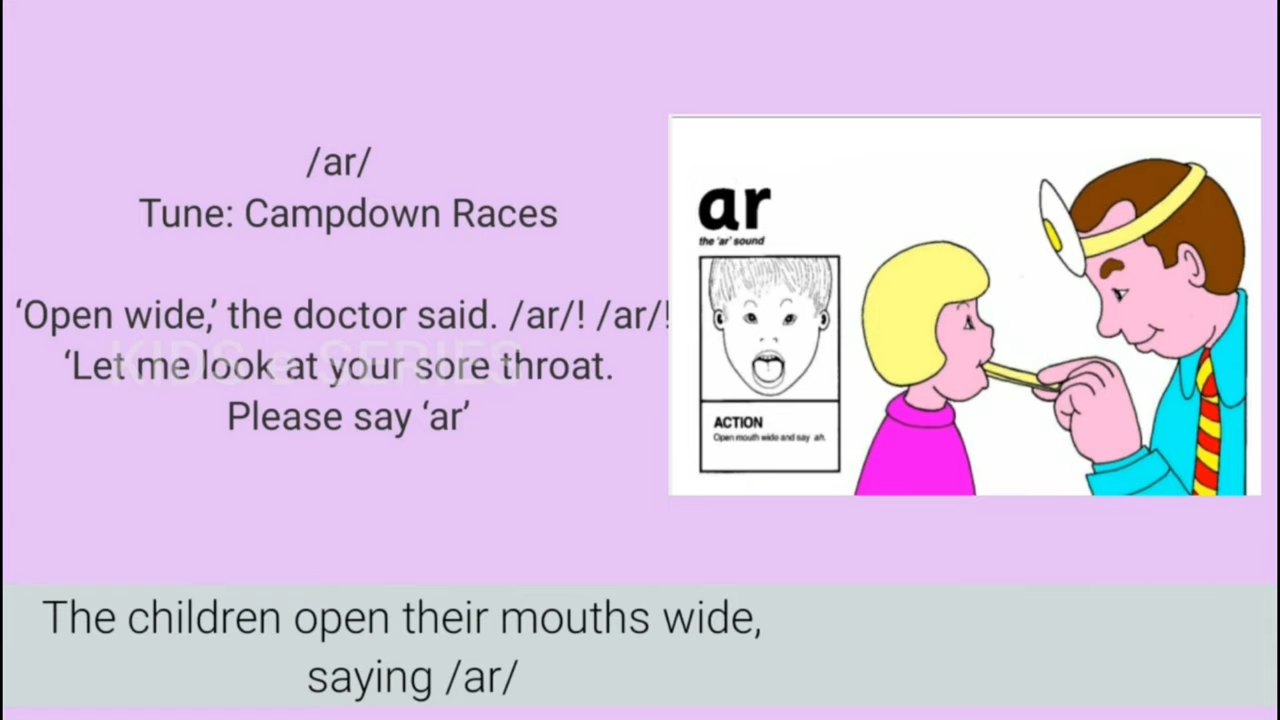 /ar/
Tune: Campdown Races
‘Open wide,’ the doctor said. /ar/! /ar/!
‘Let me look at your sore throat.
Please say ‘ar’
ar
the 'ar' sound
ACTION
Open mouth wide and say ah.
The children open their mouths wide,
saying /ar/